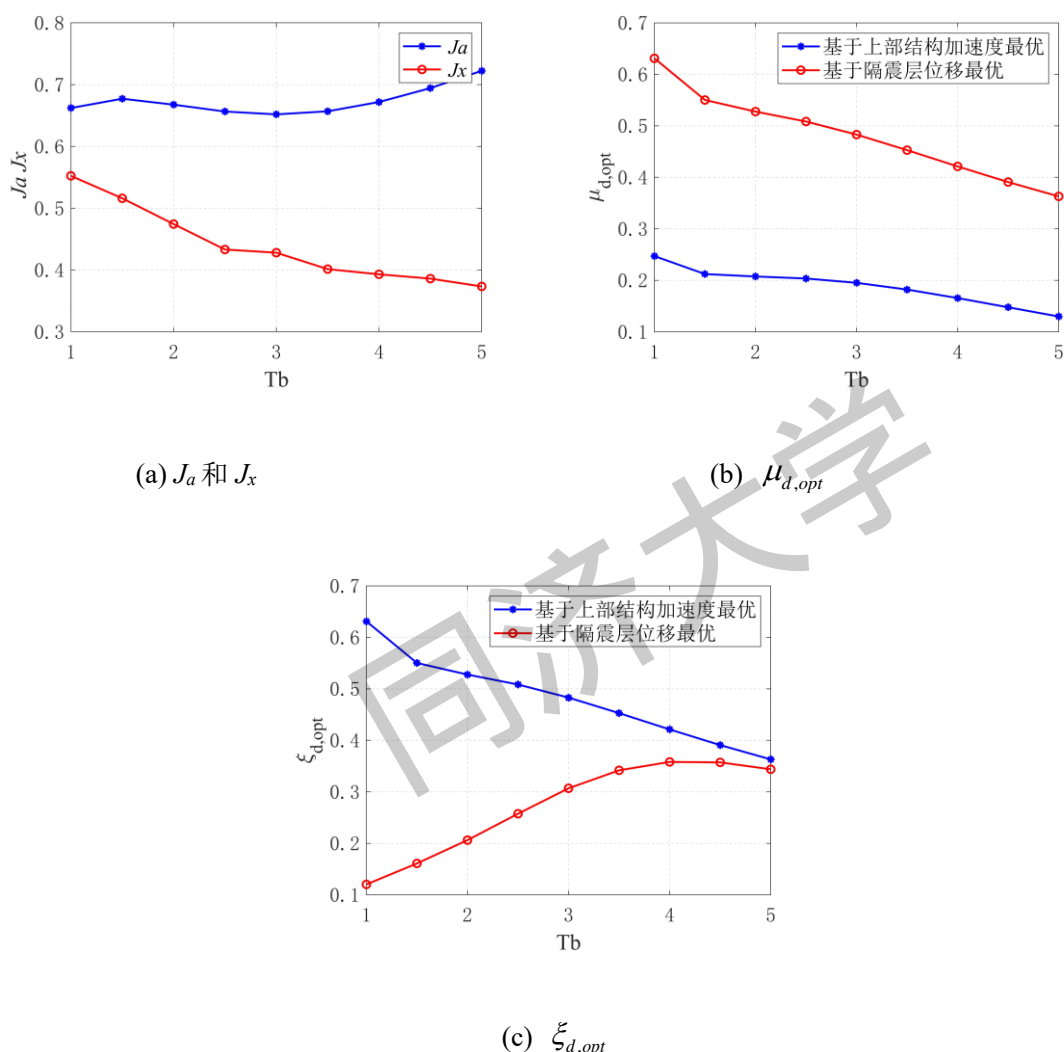 0.8
0.7
0.6
0.5
0.4
0.3
Ja Jx
Ja
Jx
1 2 3 4 5
Tb
(a) Ja 和 Jx
0.7
0.6
0.5
0.4
0.3
0.2
0.1
μd,opt
基于上部结构加速度最优
基于隔震层位移最优
1 2 3 4 5
Tb
(b) μd,opt
0.7
0.6
0.5
0.4
0.3
0.2
0.1
ξd,opt
基于上部结构加速度最优
基于隔震层位移最优
1 2 3 4 5
Tb
(c) ξd,opt
同济大学